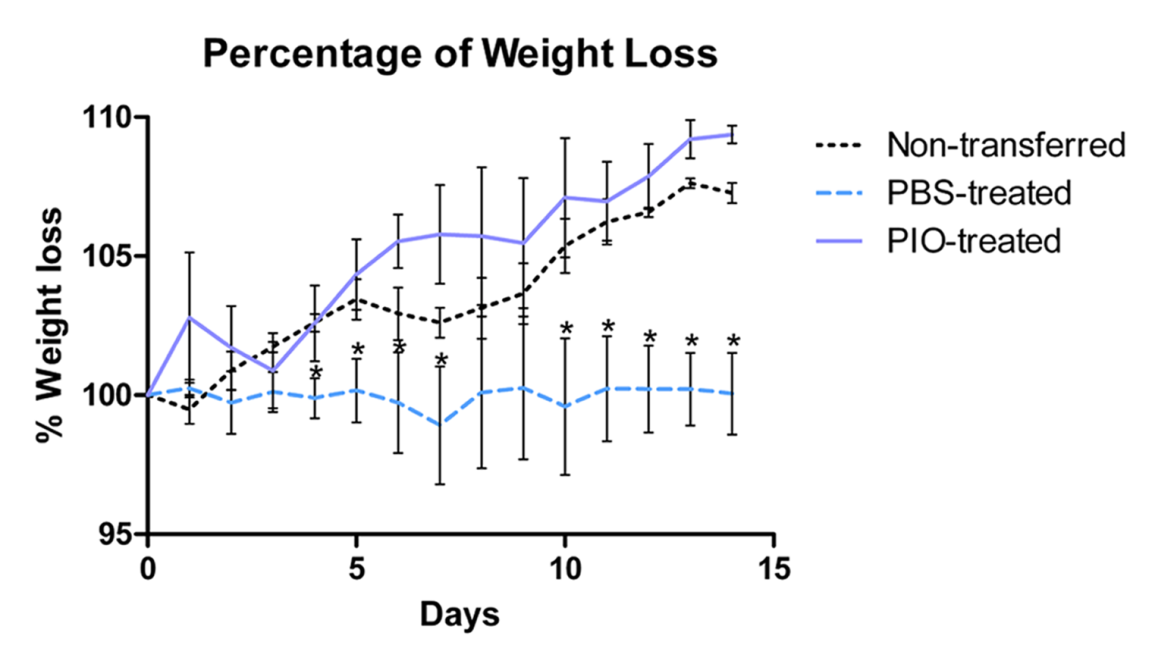 Percentage of Weight Loss
110
105
100
95
% Weight loss
0 5 10 15
Days
* * * * * * * * *
Non-transferred
PBS-treated
PIO-treated